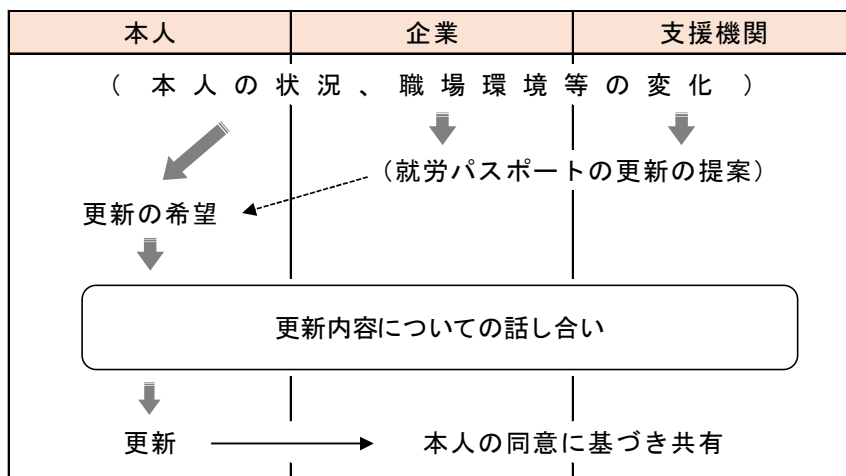 本人 企業 支援機関
(本人の状況、職場環境等の変化)
(就労パスポートの更新の提案)
更新の希望
更新内容についての話し合い
更新 本人の同意に基づき共有